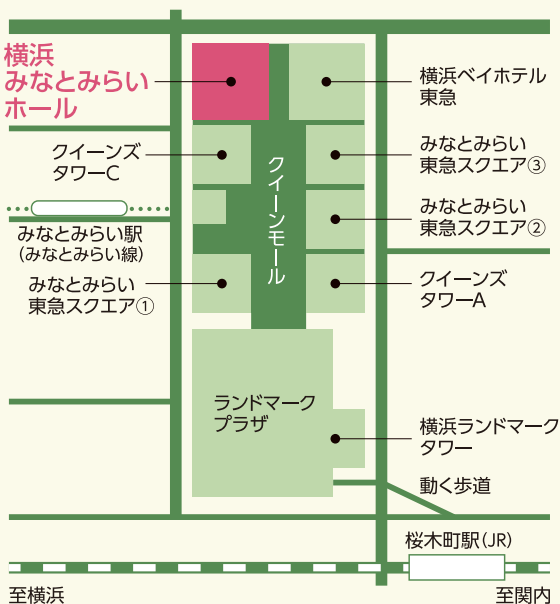 横浜
みなとみらい
ホール
横浜ベイホテル
東急
クイーンズ
タワーC
みなとみらい
東急スクエア③
クイーンモール
みなとみらい
東急スクエア②
みなとみらい駅
（みなとみらい線）
みなとみらい
東急スクエア①
クイーンズ
タワーA
ランドマーク
プラザ
横浜ランドマーク
タワー
動く歩道
桜木町駅（JR）
至横浜
至関内